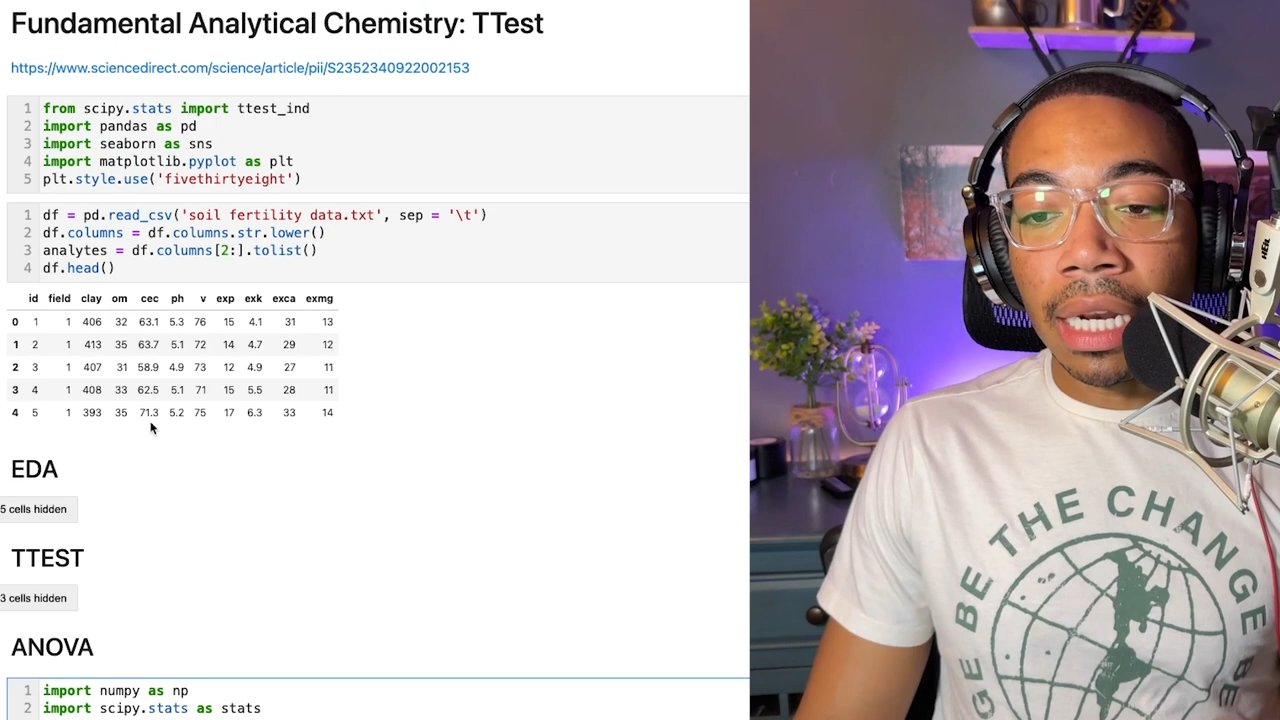 Fundamental Analytical Chemistry: TTest
https://www.sciencedirect.com/science/article/pii/S2352340922002153
1 from scipy.stats import ttest_ind
2 import pandas as pd
3 import seaborn as sns
4 import matplotlib.pyplot as plt
5 plt.style.use('fivethirtyeight')
1 df = pd.read_csv('soil fertility data.txt', sep = '\t')
2 df.columns = df.columns.str.lower()
3 analytes = df.columns[2:].tolist()
4 df.head()
id field clay om cec ph v exp exk exca exmg
0 1 1 406 32 63.1 5.3 76 15 4.1 31 13
1 2 1 413 35 63.7 5.1 72 14 4.7 29 12
2 3 1 407 31 58.9 4.9 73 12 4.9 27 11
3 4 1 408 33 62.5 5.1 71 15 5.5 28 11
4 5 1 393 35 71.3 5.2 75 17 6.3 33 14
EDA
5 cells hidden
TTEST
3 cells hidden
ANOVA
1 import numpy as np
2 import scipy.stats as stats
HEiL
BE THE CHANGE BE
GE